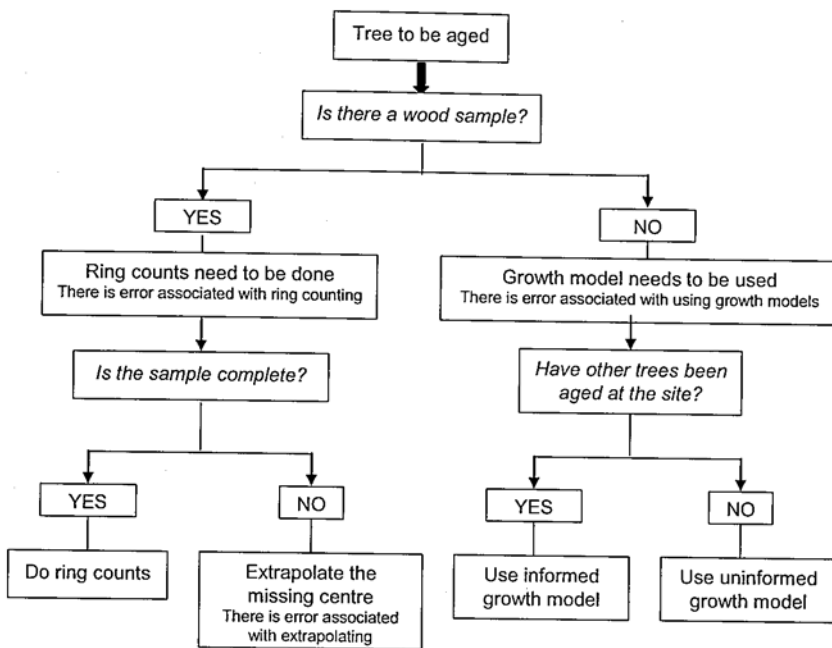 Tree to be aged
Is there a wood sample?
YES
NO
Ring counts need to be done
There is error associated with ring counting
Growth model needs to be used
There is error associated with using growth models
Is the sample complete?
Have other trees been
aged at the site?
YES
NO
YES
NO
Do ring counts
Extrapolate the
missing centre
There is error associated
with extrapolating
Use informed
growth model
Use uninformed
growth model